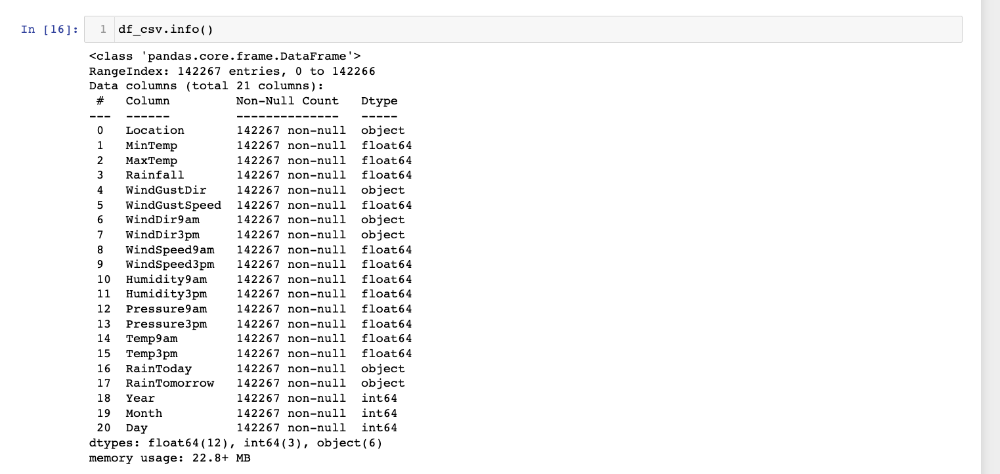 In [16]: 1 df_csv.info()
<class 'pandas.core.frame.DataFrame'>
RangeIndex: 142267 entries, 0 to 142266
Data columns (total 21 columns):
 #   Column         Non-Null Count   Dtype
---  ------         --------------   -----
 0   Location       142267 non-null  object
 1   MinTemp        142267 non-null  float64
 2   MaxTemp        142267 non-null  float64
 3   Rainfall       142267 non-null  float64
 4   WindGustDir    142267 non-null  object
 5   WindGustSpeed  142267 non-null  float64
 6   WindDir9am     142267 non-null  object
 7   WindDir3pm     142267 non-null  object
 8   WindSpeed9am   142267 non-null  float64
 9   WindSpeed3pm   142267 non-null  float64
 10  Humidity9am    142267 non-null  float64
 11  Humidity3pm    142267 non-null  float64
 12  Pressure9am    142267 non-null  float64
 13  Pressure3pm    142267 non-null  float64
 14  Temp9am        142267 non-null  float64
 15  Temp3pm        142267 non-null  float64
 16  RainToday      142267 non-null  object
 17  RainTomorrow   142267 non-null  object
 18  Year           142267 non-null  int64
 19  Month          142267 non-null  int64
 20  Day            142267 non-null  int64
dtypes: float64(12), int64(3), object(6)
memory usage: 22.8+ MB